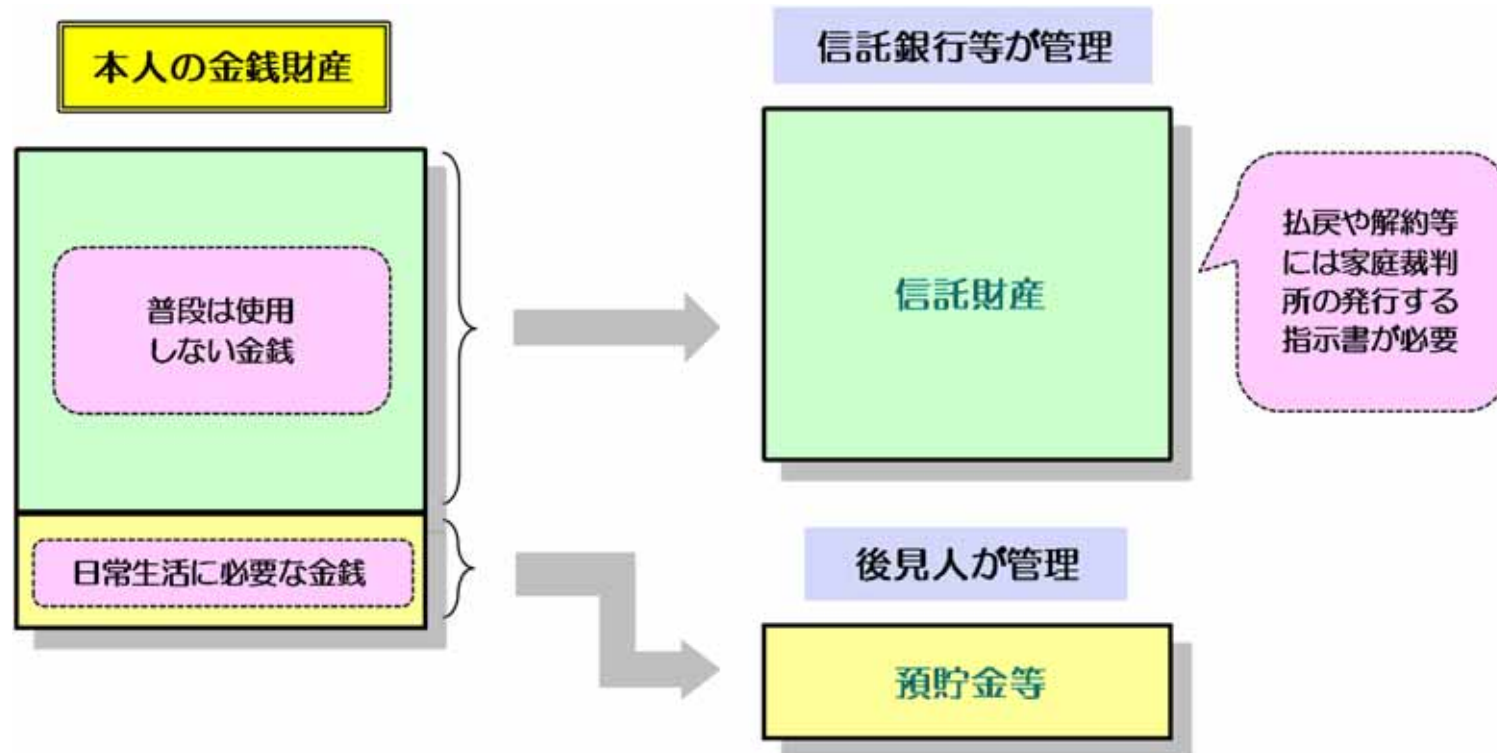 本人の金銭財産
普段は使用
しない金銭
日常生活に必要な金銭
信託銀行等が管理
信託財産
払戻や解約等
には家庭裁判
所の発行する
指示書が必要
後見人が管理
預貯金等